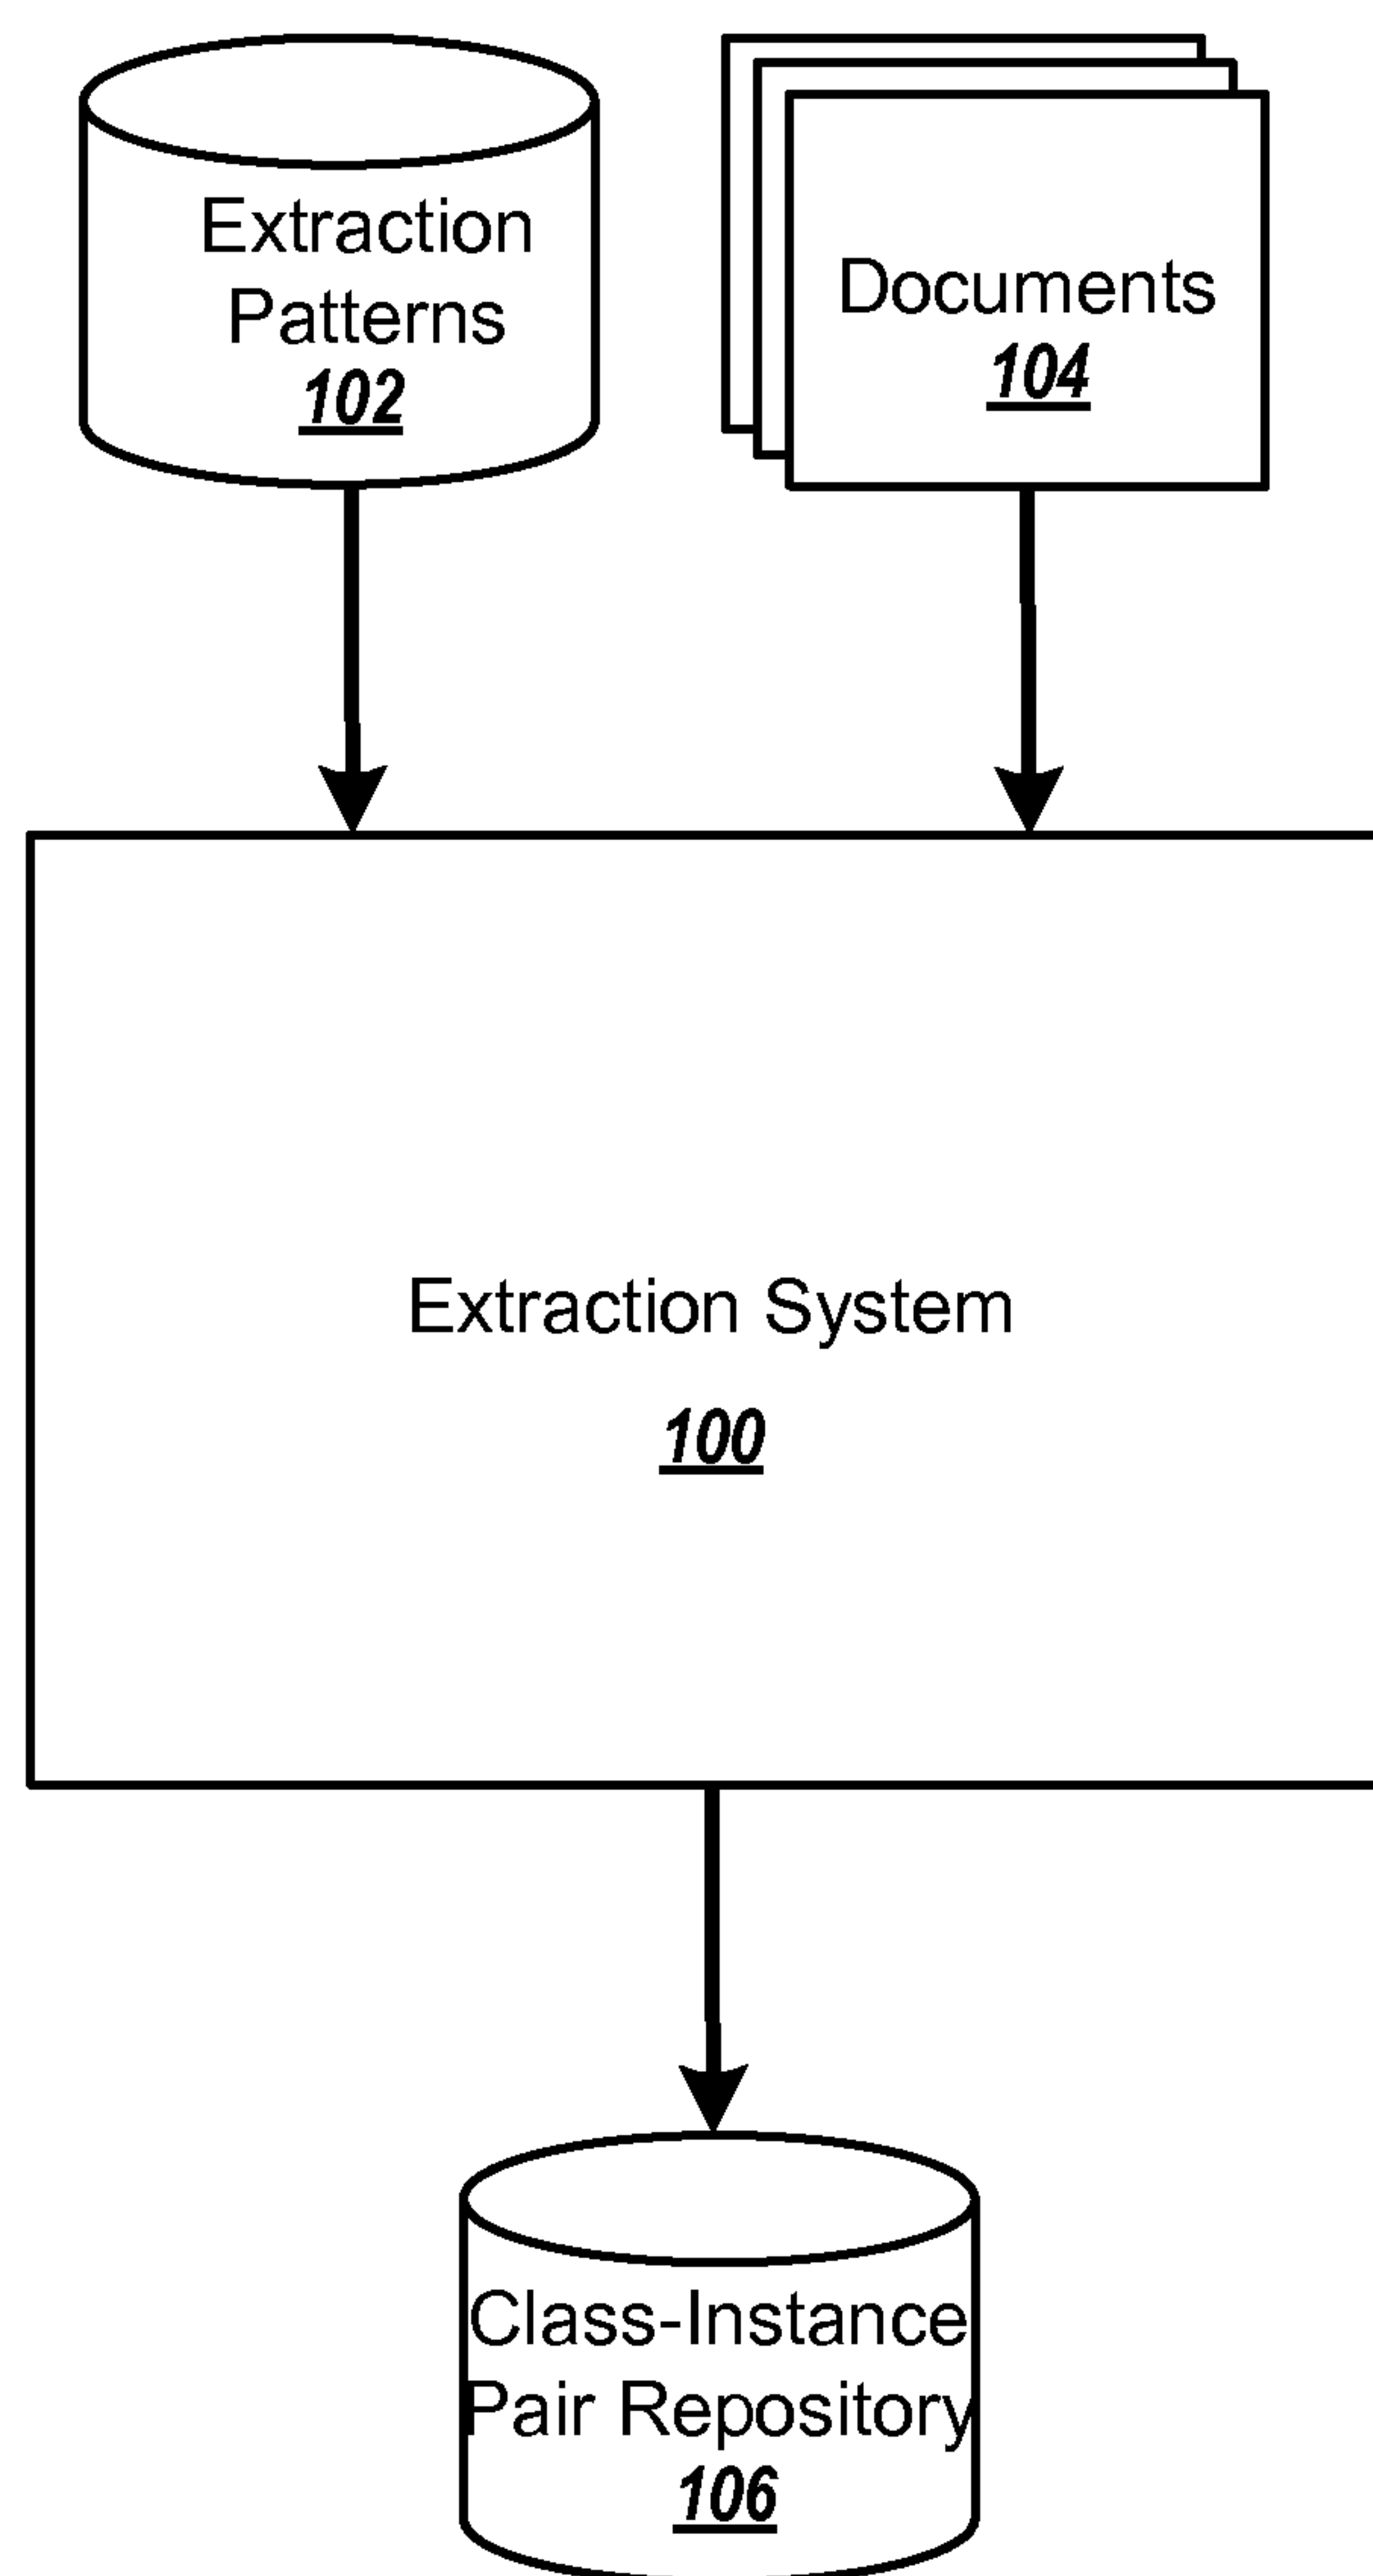 Extraction
Patterns
102
Documents
104
Extraction System
100
Class-Instance
Pair Repository
106